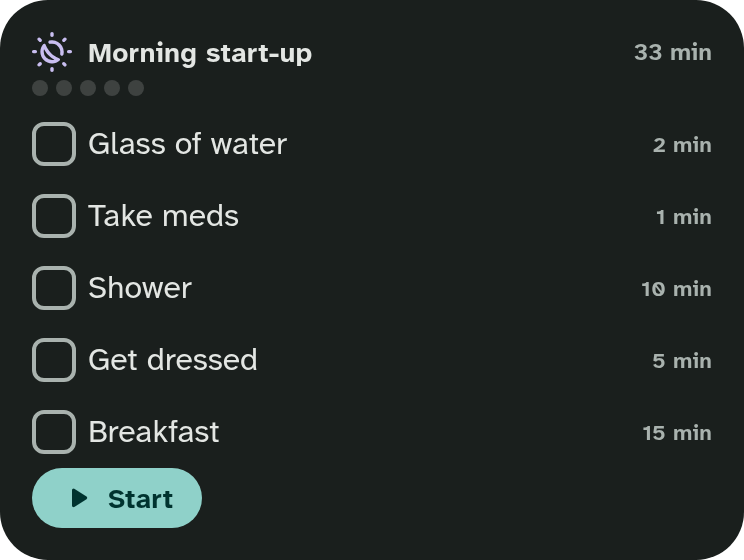 Morning start-up 33 min
Glass of water 2 min
Take meds 1 min
Shower 10 min
Get dressed 5 min
Breakfast 15 min
Start